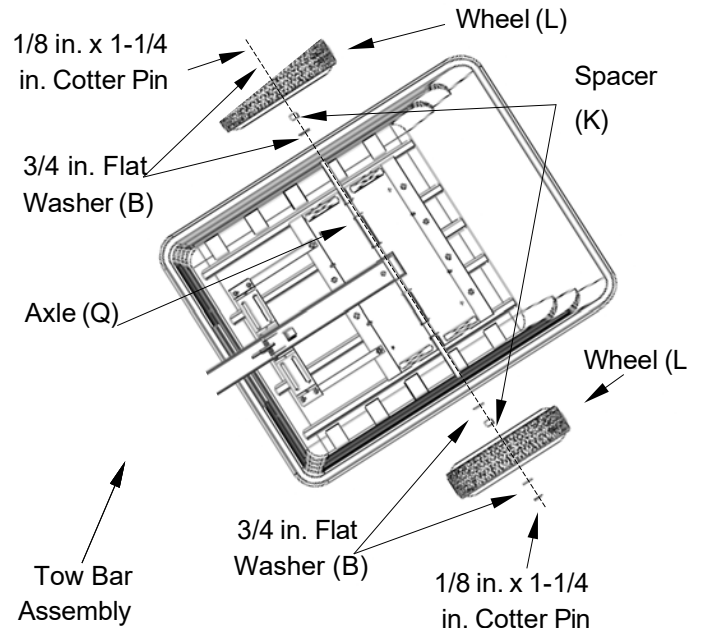 Wheel (L)
1/8 in. x 1-1/4
in. Cotter Pin
Spacer
(K)
3/4 in. Flat
Washer (B)
Axle (Q)
Wheel (L
3/4 in. Flat
Washer (B)
Tow Bar
Assembly
1/8 in. x 1-1/4
in. Cotter Pin